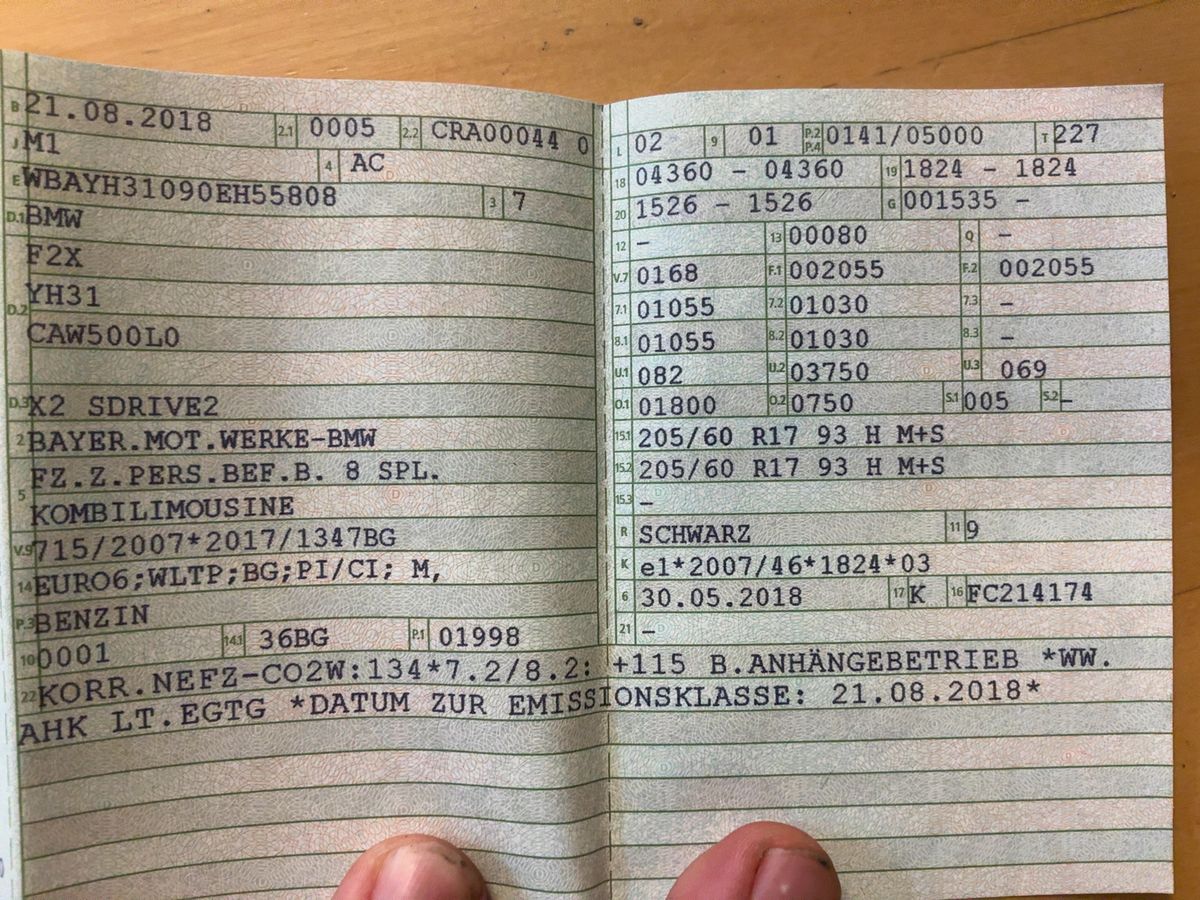 B 21.08.2018 2.1 0005 2.2 CRA00044 0
J M1 4 AC
E WBAYH31090EH55808 3 7
D.1 BMW
F2X
D.2 YH31
CAW500L0
D.3 X2 SDRIVE2
2 BAYER.MOT.WERKE-BMW
5 FZ.Z.PERS.BEF.B. 8 SPL.
KOMBILIMOUSINE
V.9 715/2007*2017/1347BG
14 EURO6;WLTP;BG;PI/CI; M,
P.3 BENZIN
10 0001 14.1 36BG P.1 01998
L 02 9 01 P.2 P.4 0141/05000 T 227
18 04360 - 04360 19 1824 - 1824
20 1526 - 1526 G 001535 -
12 - 13 00080 Q -
V.7 0168 F.1 002055 F.2 002055
7.1 01055 7.2 01030 7.3 -
8.1 01055 8.2 01030 8.3 -
U.1 082 U.2 03750 U.3 069
O.1 01800 O.2 0750 S.1 005 S.2 -
15.1 205/60 R17 93 H M+S
15.2 205/60 R17 93 H M+S
15.3 -
R SCHWARZ 11 9
K e1*2007/46*1824*03
6 30.05.2018 17 K 16 FC214174
21 -
22 KORR.NEFZ-CO2W:134*7.2/8.2: +115 B.ANHÄNGEBETRIEB *WW.
AHK LT.EGTG *DATUM ZUR EMISSIONSKLASSE: 21.08.2018*